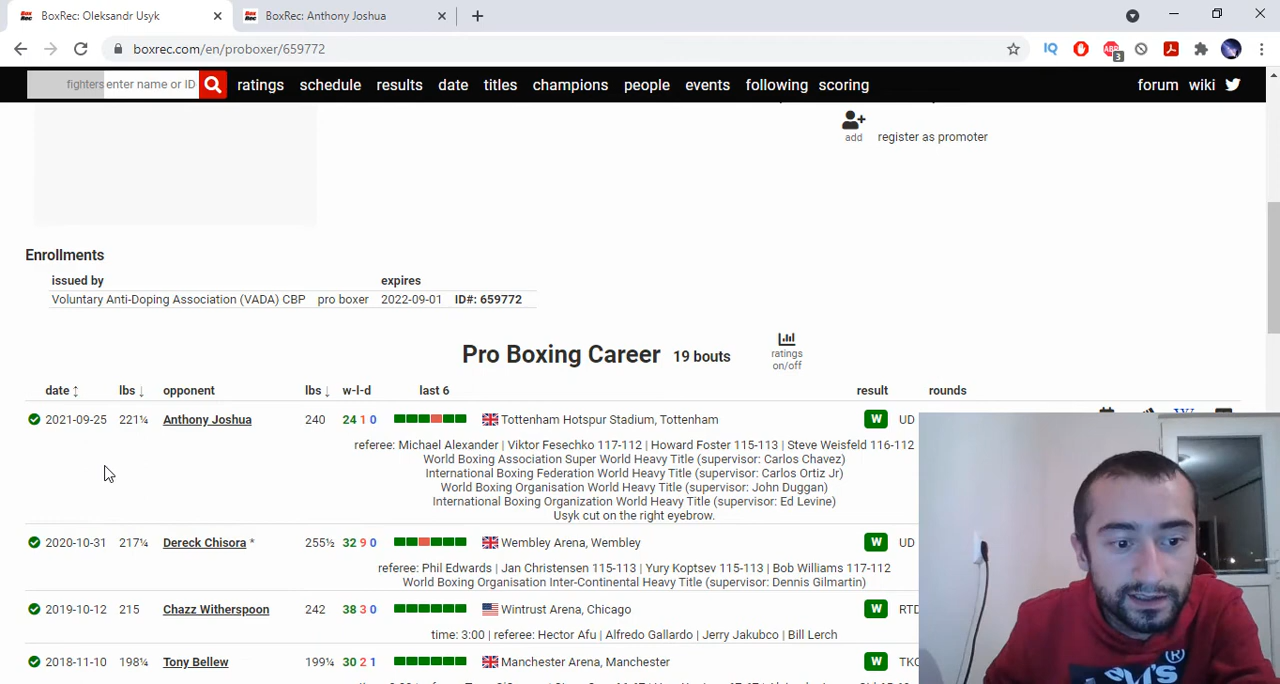 BoxRec: Oleksandr Usyk
BoxRec: Anthony Joshua
boxrec.com/en/proboxer/659772
fighters enter name or ID ratings schedule results date titles champions people events following scoring forum wiki
add register as promoter
Enrollments
issued by expires
Voluntary Anti-Doping Association (VADA) CBP pro boxer 2022-09-01 ID#: 659772
Pro Boxing Career 19 bouts
ratings
on/off
date lbs opponent lbs w-l-d last 6 result rounds
2021-09-25 221¼ Anthony Joshua 240 24 1 0 Tottenham Hotspur Stadium, Tottenham W UD
referee: Michael Alexander | Viktor Fesechko 117-112 | Howard Foster 115-113 | Steve Weisfeld 116-112
World Boxing Association Super World Heavy Title (supervisor: Carlos Chavez)
International Boxing Federation World Heavy Title (supervisor: Carlos Ortiz Jr)
World Boxing Organisation World Heavy Title (supervisor: John Duggan)
International Boxing Organization World Heavy Title (supervisor: Ed Levine)
Usyk cut on the right eyebrow.
2020-10-31 217¼ Dereck Chisora * 255½ 32 9 0 Wembley Arena, Wembley W UD
referee: Phil Edwards | Jan Christensen 115-113 | Yury Koptsev 115-113 | Bob Williams 117-112
World Boxing Organisation Inter-Continental Heavy Title (supervisor: Dennis Gilmartin)
2019-10-12 215 Chazz Witherspoon 242 38 3 0 Wintrust Arena, Chicago W RTD
time: 3:00 | referee: Hector Afu | Alfredo Gallardo | Jerry Jakubco | Bill Lerch
2018-11-10 198¼ Tony Bellew 199¼ 30 2 1 Manchester Arena, Manchester W